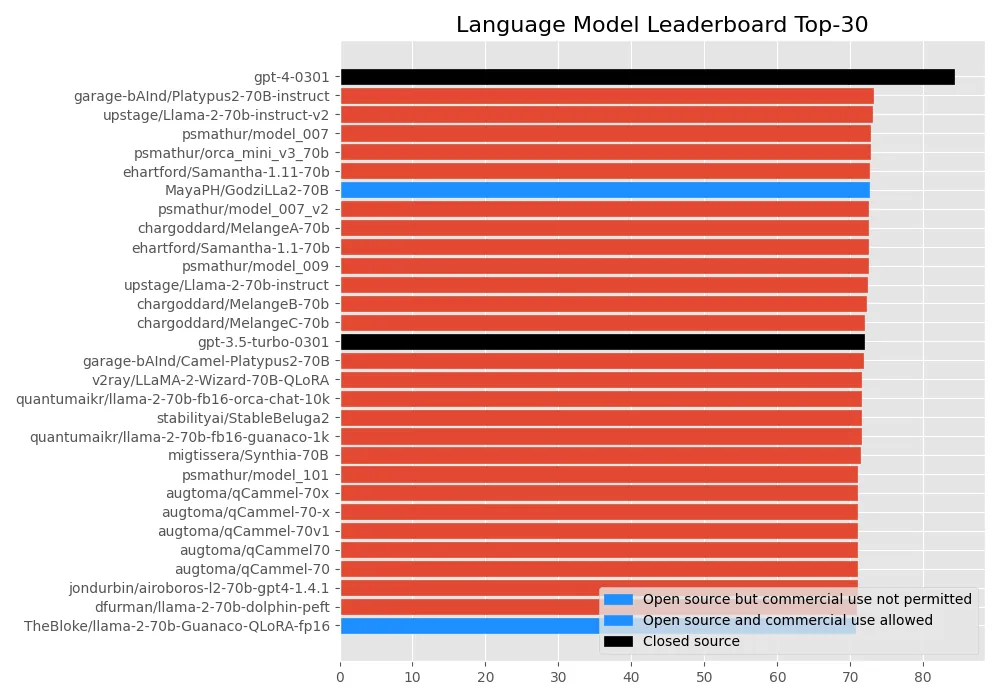 Language Model Leaderboard Top-30
gpt-4-0301
garage-bAInd/Platypus2-70B-instruct
upstage/Llama-2-70b-instruct-v2
psmathur/model_007
psmathur/orca_mini_v3_70b
ehartford/Samantha-1.11-70b
MayaPH/GodziLLa2-70B
psmathur/model_007_v2
chargoddard/MelangeA-70b
ehartford/Samantha-1.1-70b
psmathur/model_009
upstage/Llama-2-70b-instruct
chargoddard/MelangeB-70b
chargoddard/MelangeC-70b
gpt-3.5-turbo-0301
garage-bAInd/Camel-Platypus2-70B
v2ray/LLaMA-2-Wizard-70B-QLoRA
quantumaikr/llama-2-70b-fb16-orca-chat-10k
stabilityai/StableBeluga2
quantumaikr/llama-2-70b-fb16-guanaco-1k
migtissera/Synthia-70B
psmathur/model_101
augtoma/qCammel-70x
augtoma/qCammel-70-x
augtoma/qCammel-70v1
augtoma/qCammel70
augtoma/qCammel-70
jondurbin/airoboros-l2-70b-gpt4-1.4.1
dfurman/llama-2-70b-dolphin-peft
TheBloke/llama-2-70b-Guanaco-QLoRA-fp16
Open source but commercial use not permitted
Open source and commercial use allowed
Closed source
0 10 20 30 40 50 60 70 80